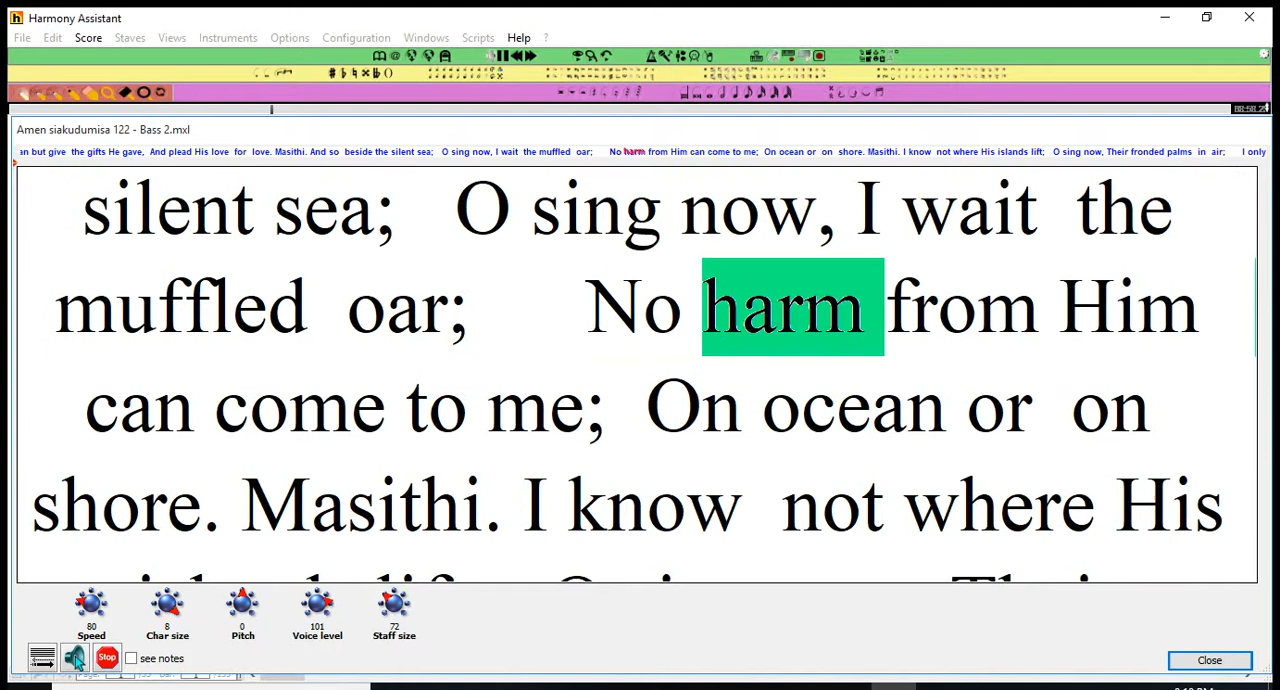 Harmony Assistant
File Edit Score Staves Views Instruments Options Configuration Windows Scripts Help ?
Amen siakudumisa 122 - Bass 2.mxl
an but give the gifts He gave, And plead His love for love. Masithi. And so beside the silent sea; O sing now, I wait the muffled oar; No harm from Him can come to me; On ocean or on shore. Masithi. I know not where His islands lift; O sing now, Their fronded palms in air; I only
silent sea; O sing now, I wait the
muffled oar; No harm from Him
can come to me; On ocean or on
shore. Masithi. I know not where His
80 8 0 101 72
Speed Char size Pitch Voice level Staff size
Stop see notes Close